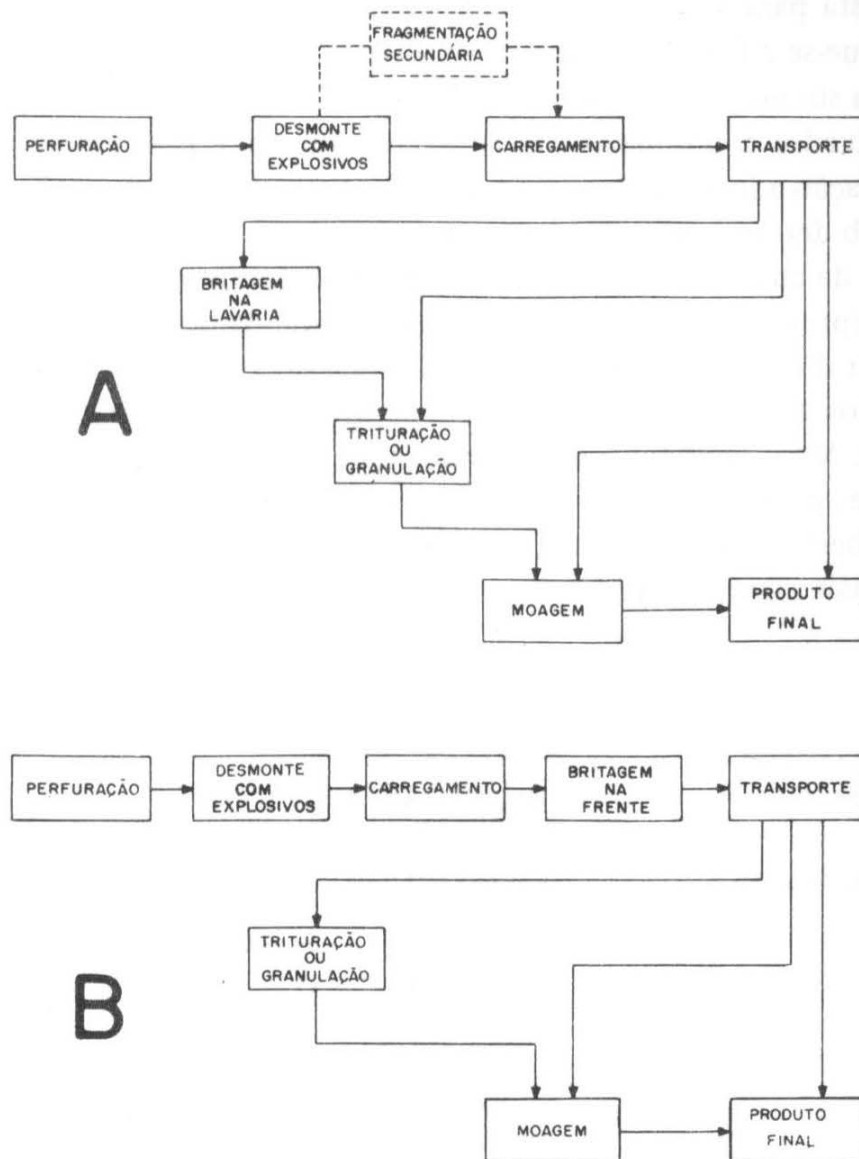 FRAGMENTAÇÃO
SECUNDÁRIA
PERFURAÇÃO
DESMONTE
COM
EXPLOSIVOS
CARREGAMENTO
TRANSPORTE
BRITAGEM
NA
LAVARIA
A
TRITURAÇÃO
OU
GRANULAÇÃO
MOAGEM
PRODUTO
FINAL
PERFURAÇÃO
DESMONTE
COM
EXPLOSIVOS
CARREGAMENTO
BRITAGEM
NA
FRENTE
TRANSPORTE
TRITURAÇÃO
OU
GRANULAÇÃO
B
MOAGEM
PRODUTO
FINAL